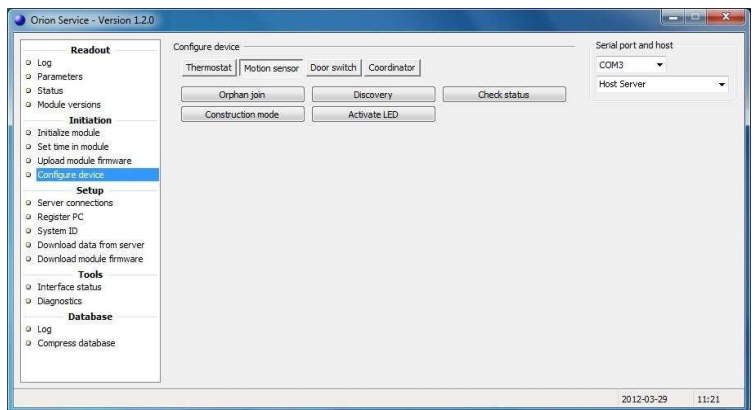 Orion Service - Version 1.2.0
Readout
Log
Parameters
Status
Module versions
Initiation
Initialize module
Set time in module
Upload module firmware
Configure device
Setup
Server connections
Register PC
System ID
Download data from server
Download module firmware
Tools
Interface status
Diagnostics
Database
Log
Compress database
Configure device
Thermostat Motion sensor Door switch Coordinator
Orphan join Discovery Check status
Construction mode Activate LED
Serial port and host
COM3
Host Server
2012-03-29 11:21